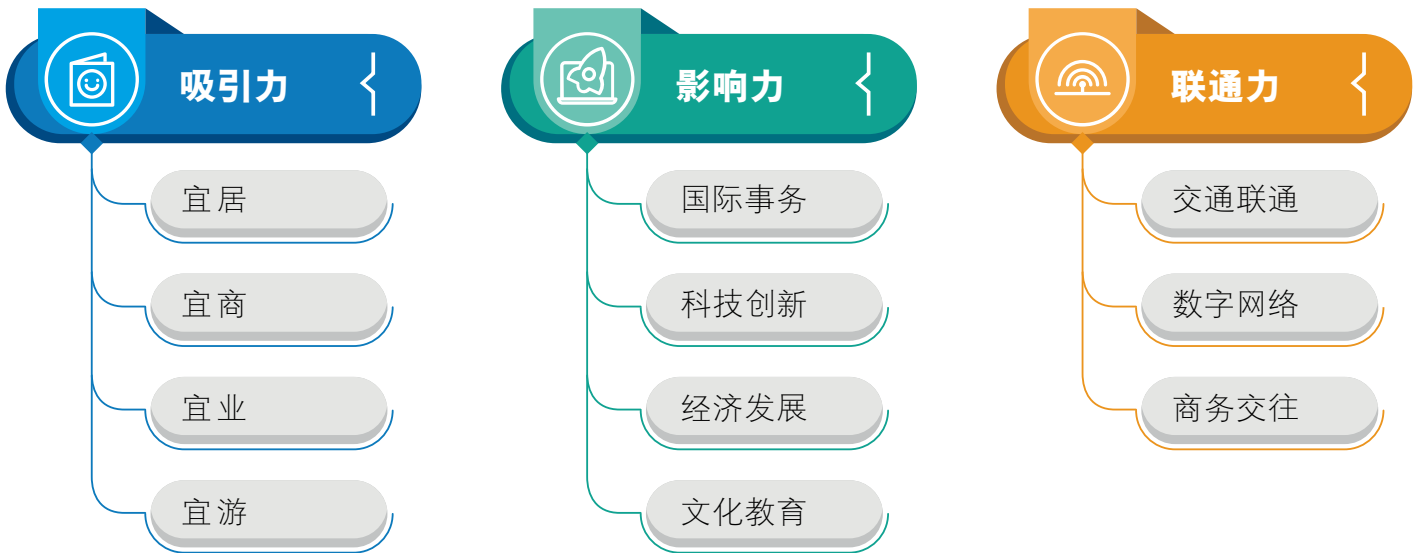 吸引力
宜居
宜商
宜业
宜游
影响力
国际事务
科技创新
经济发展
文化教育
联通力
交通联通
数字网络
商务交往